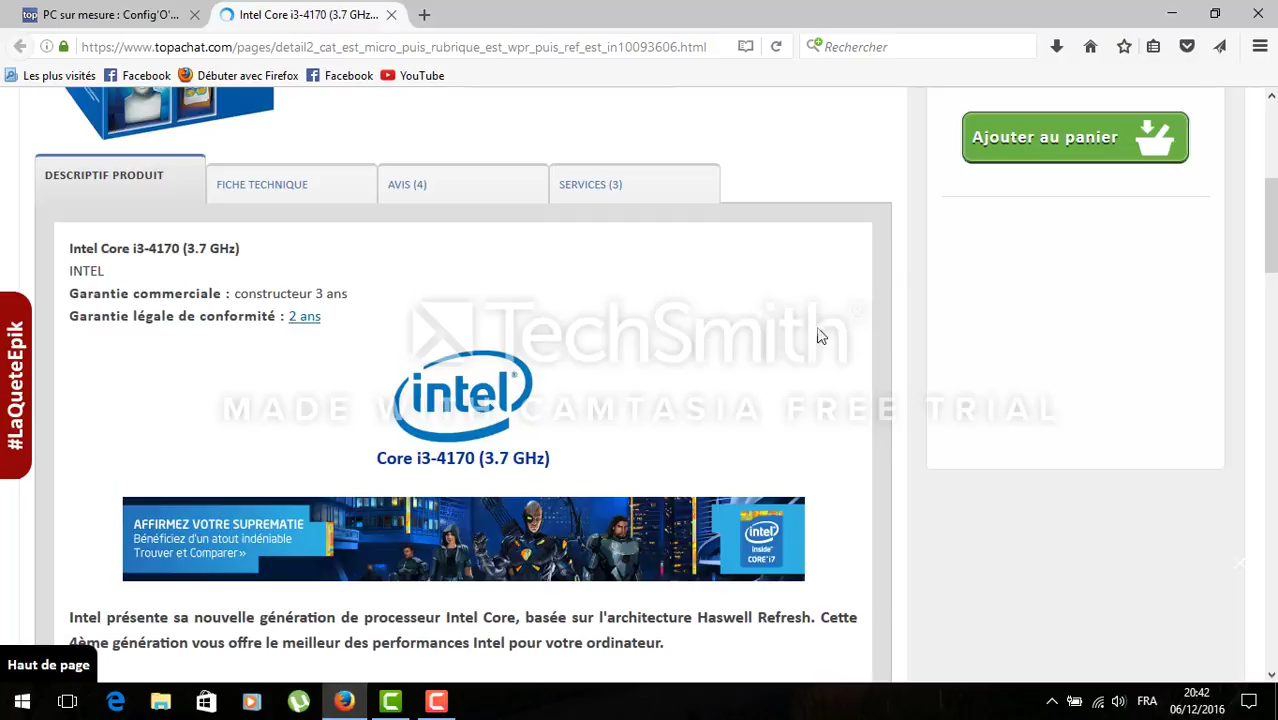 top PC sur mesure : Config'O'...
Intel Core i3-4170 (3.7 GHz...
https://www.topachat.com/pages/detail2_cat_est_micro_puis_rubrique_est_wpr_puis_ref_est_in10093606.html
Rechercher
Les plus visités
Facebook
Débuter avec Firefox
Facebook
YouTube
Ajouter au panier
DESCRIPTIF PRODUIT
FICHE TECHNIQUE
AVIS (4)
SERVICES (3)
Intel Core i3-4170 (3.7 GHz)
INTEL
Garantie commerciale : constructeur 3 ans
Garantie légale de conformité : 2 ans
#LaQueteEpik
TechSmith®
MADE WITH CAMTASIA FREE TRIAL
intel®
Core i3-4170 (3.7 GHz)
AFFIRMEZ VOTRE SUPREMATIE
Bénéficiez d'un atout indéniable
Trouver et Comparer »
intel
inside
CORE i7
Intel présente sa nouvelle génération de processeur Intel Core, basée sur l'architecture Haswell Refresh. Cette
4ème génération vous offre le meilleur des performances Intel pour votre ordinateur.
Haut de page
FRA
20:42
06/12/2016